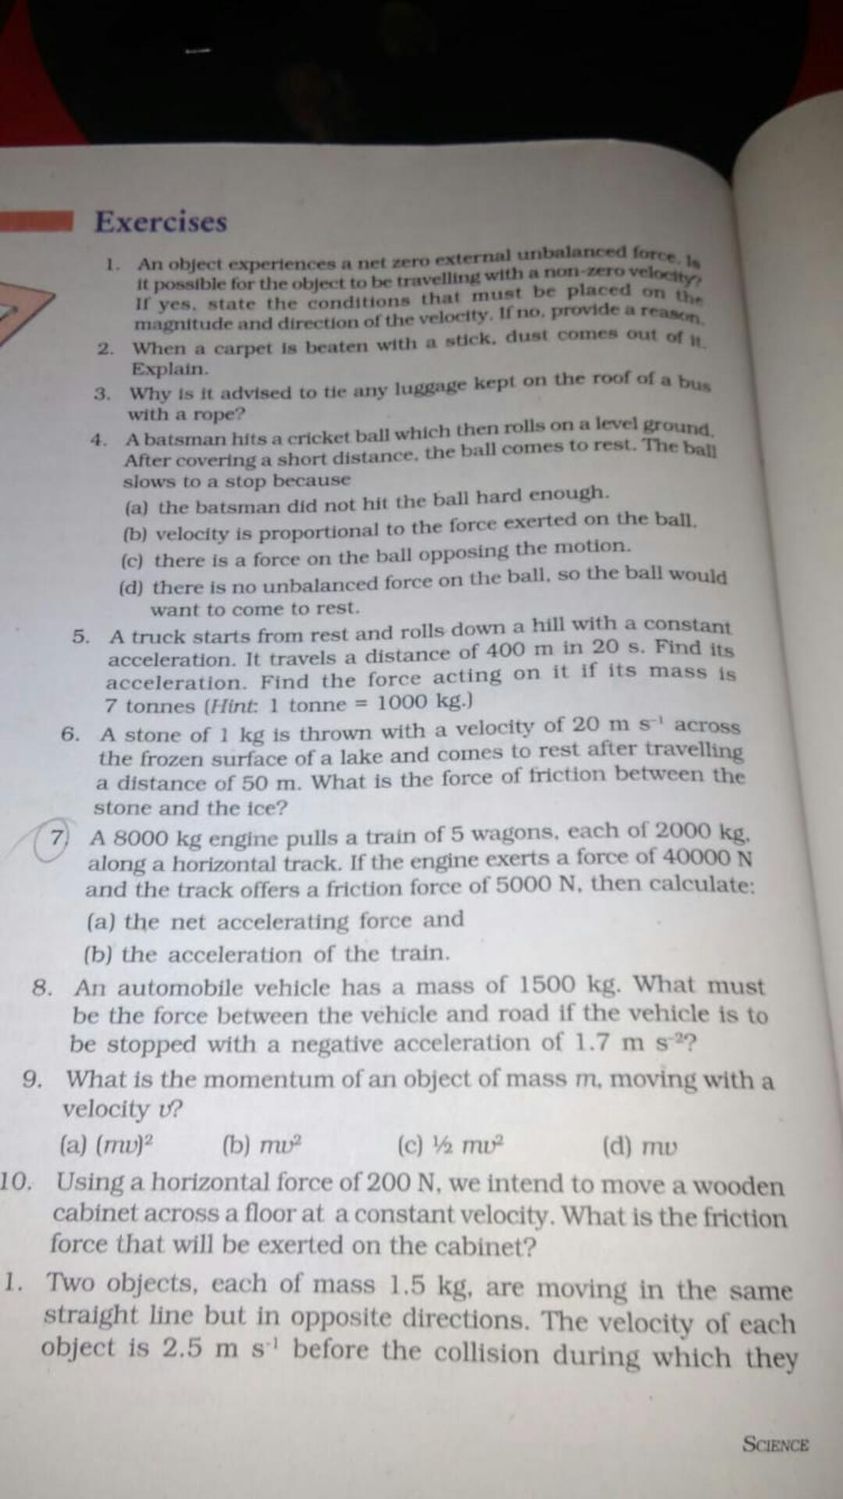 Exercises
1. An object experiences a net zero external unbalanced force. Is
it possible for the object to be travelling with a non-zero velocity?
If yes, state the conditions that must be placed on the
magnitude and direction of the velocity. If no, provide a reason.
2. When a carpet is beaten with a stick, dust comes out of it.
Explain.
3. Why is it advised to tie any luggage kept on the roof of a bus
with a rope?
4. A batsman hits a cricket ball which then rolls on a level ground.
After covering a short distance, the ball comes to rest. The ball
slows to a stop because
(a) the batsman did not hit the ball hard enough.
(b) velocity is proportional to the force exerted on the ball.
(c) there is a force on the ball opposing the motion.
(d) there is no unbalanced force on the ball, so the ball would
want to come to rest.
5. A truck starts from rest and rolls down a hill with a constant
acceleration. It travels a distance of 400 m in 20 s. Find its
acceleration. Find the force acting on it if its mass is
7 tonnes (Hint: 1 tonne = 1000 kg.)
6. A stone of 1 kg is thrown with a velocity of 20 m s⁻¹ across
the frozen surface of a lake and comes to rest after travelling
a distance of 50 m. What is the force of friction between the
stone and the ice?
7. A 8000 kg engine pulls a train of 5 wagons, each of 2000 kg,
along a horizontal track. If the engine exerts a force of 40000 N
and the track offers a friction force of 5000 N, then calculate:
(a) the net accelerating force and
(b) the acceleration of the train.
8. An automobile vehicle has a mass of 1500 kg. What must
be the force between the vehicle and road if the vehicle is to
be stopped with a negative acceleration of 1.7 m s⁻²?
9. What is the momentum of an object of mass m, moving with a
velocity v?
(a) (mv)² (b) mv² (c) ½ mv² (d) mv
10. Using a horizontal force of 200 N, we intend to move a wooden
cabinet across a floor at a constant velocity. What is the friction
force that will be exerted on the cabinet?
1. Two objects, each of mass 1.5 kg, are moving in the same
straight line but in opposite directions. The velocity of each
object is 2.5 m s⁻¹ before the collision during which they
SCIENCE